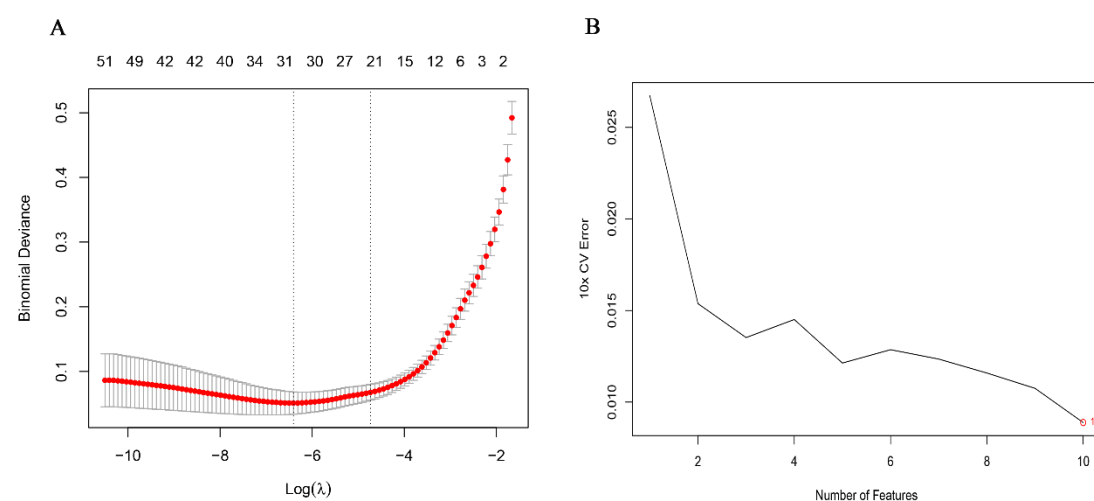 A
51 49 42 42 40 34 31 30 27 21 15 12 6 3 2
0.5
0.4
0.3
0.2
0.1
Binomial Deviance
−10 −8 −6 −4 −2
Log(λ)
B
0.025
0.020
0.015
0.010
10x CV Error
2 4 6 8 10
Number of Features